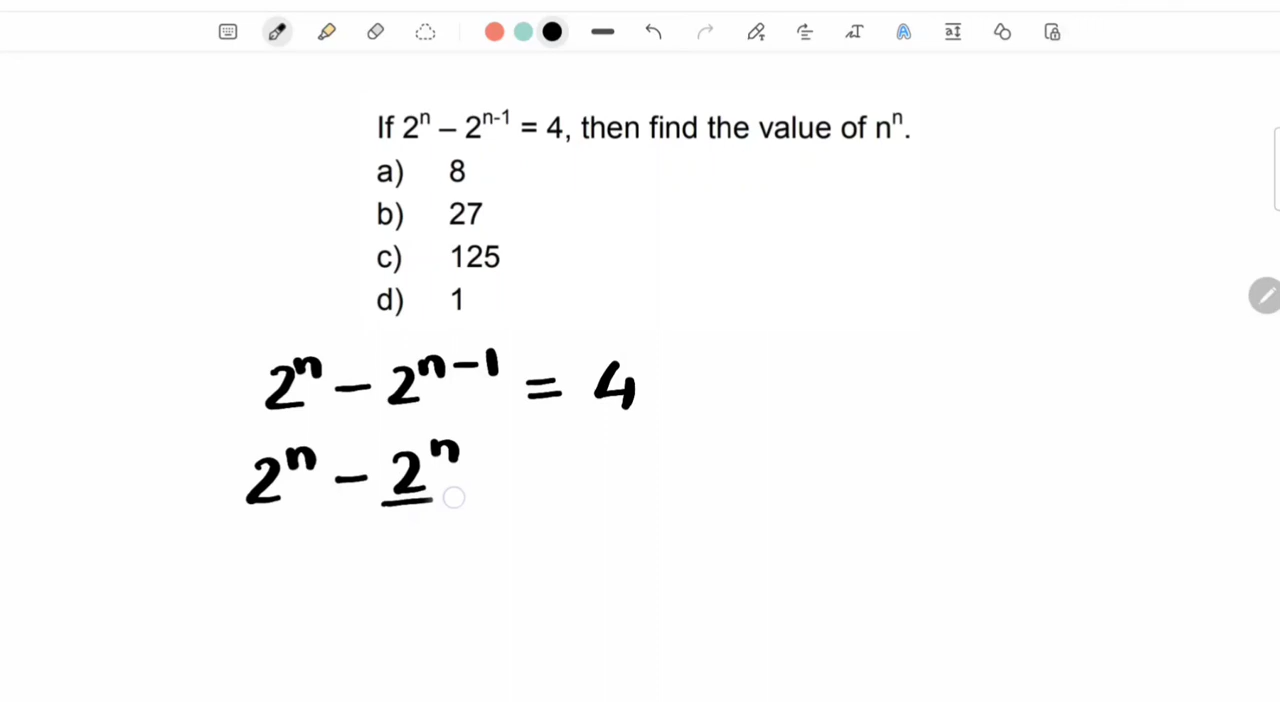 If 2ⁿ – 2ⁿ⁻¹ = 4, then find the value of nⁿ.
a) 8
b) 27
c) 125
d) 1
2ⁿ – 2ⁿ⁻¹ = 4
2ⁿ – 2ⁿ